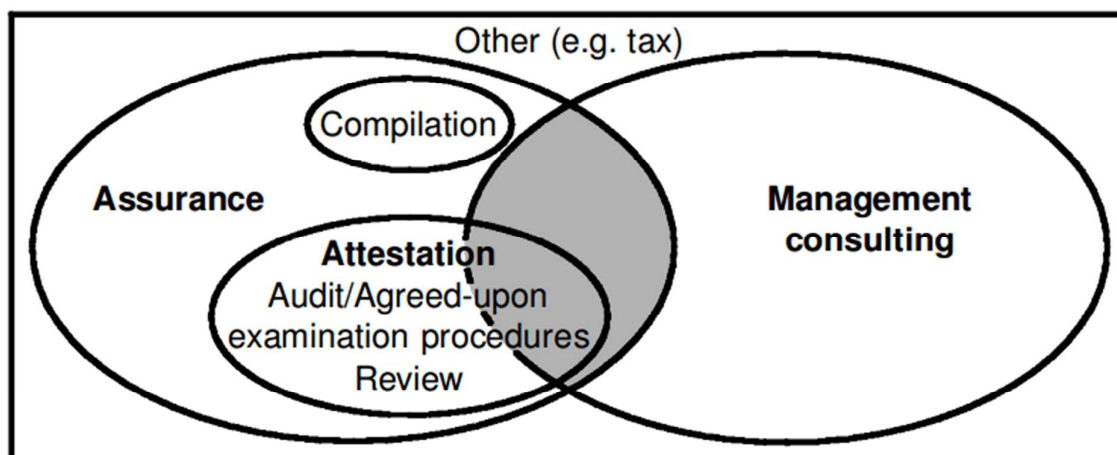 Other (e.g. tax)
Compilation
Assurance
Management
consulting
Attestation
Audit/Agreed-upon
examination procedures
Review